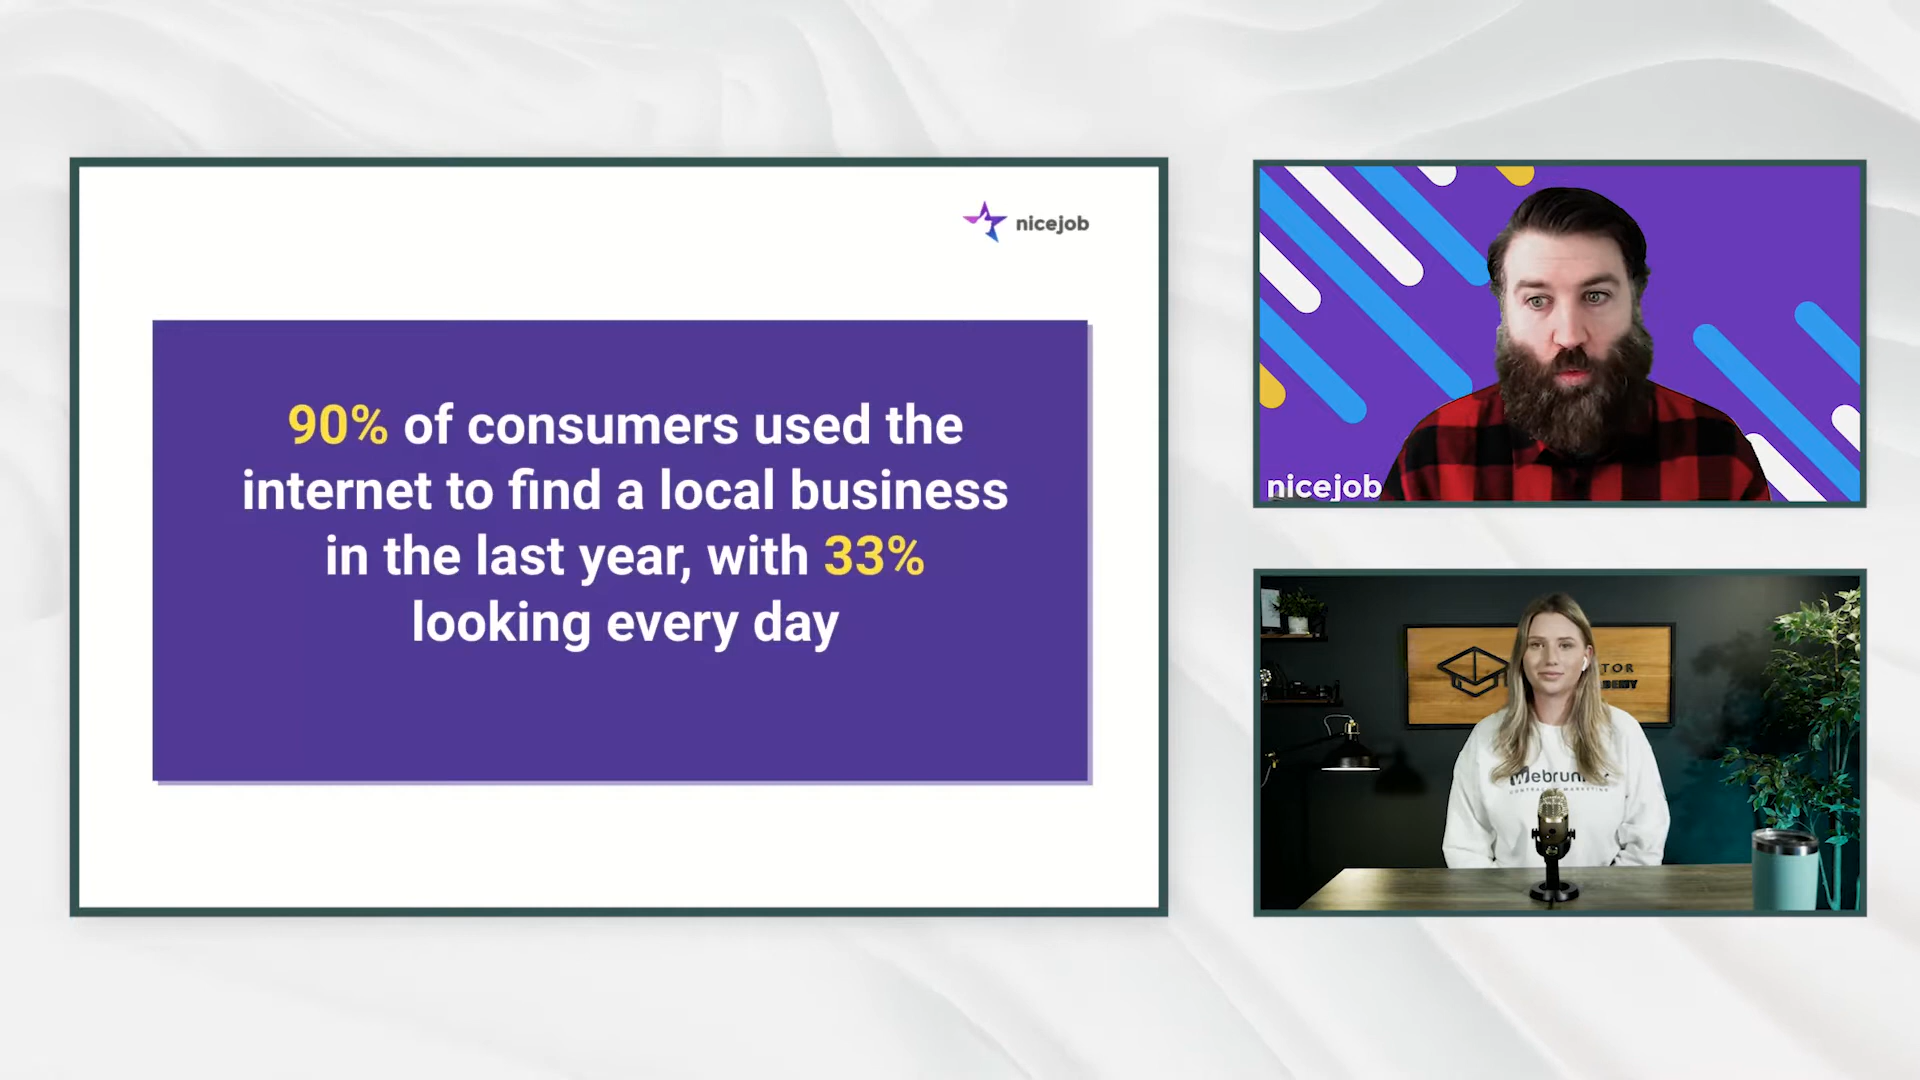 nicejob
90% of consumers used the
internet to find a local business
in the last year, with 33%
looking every day
nicejob